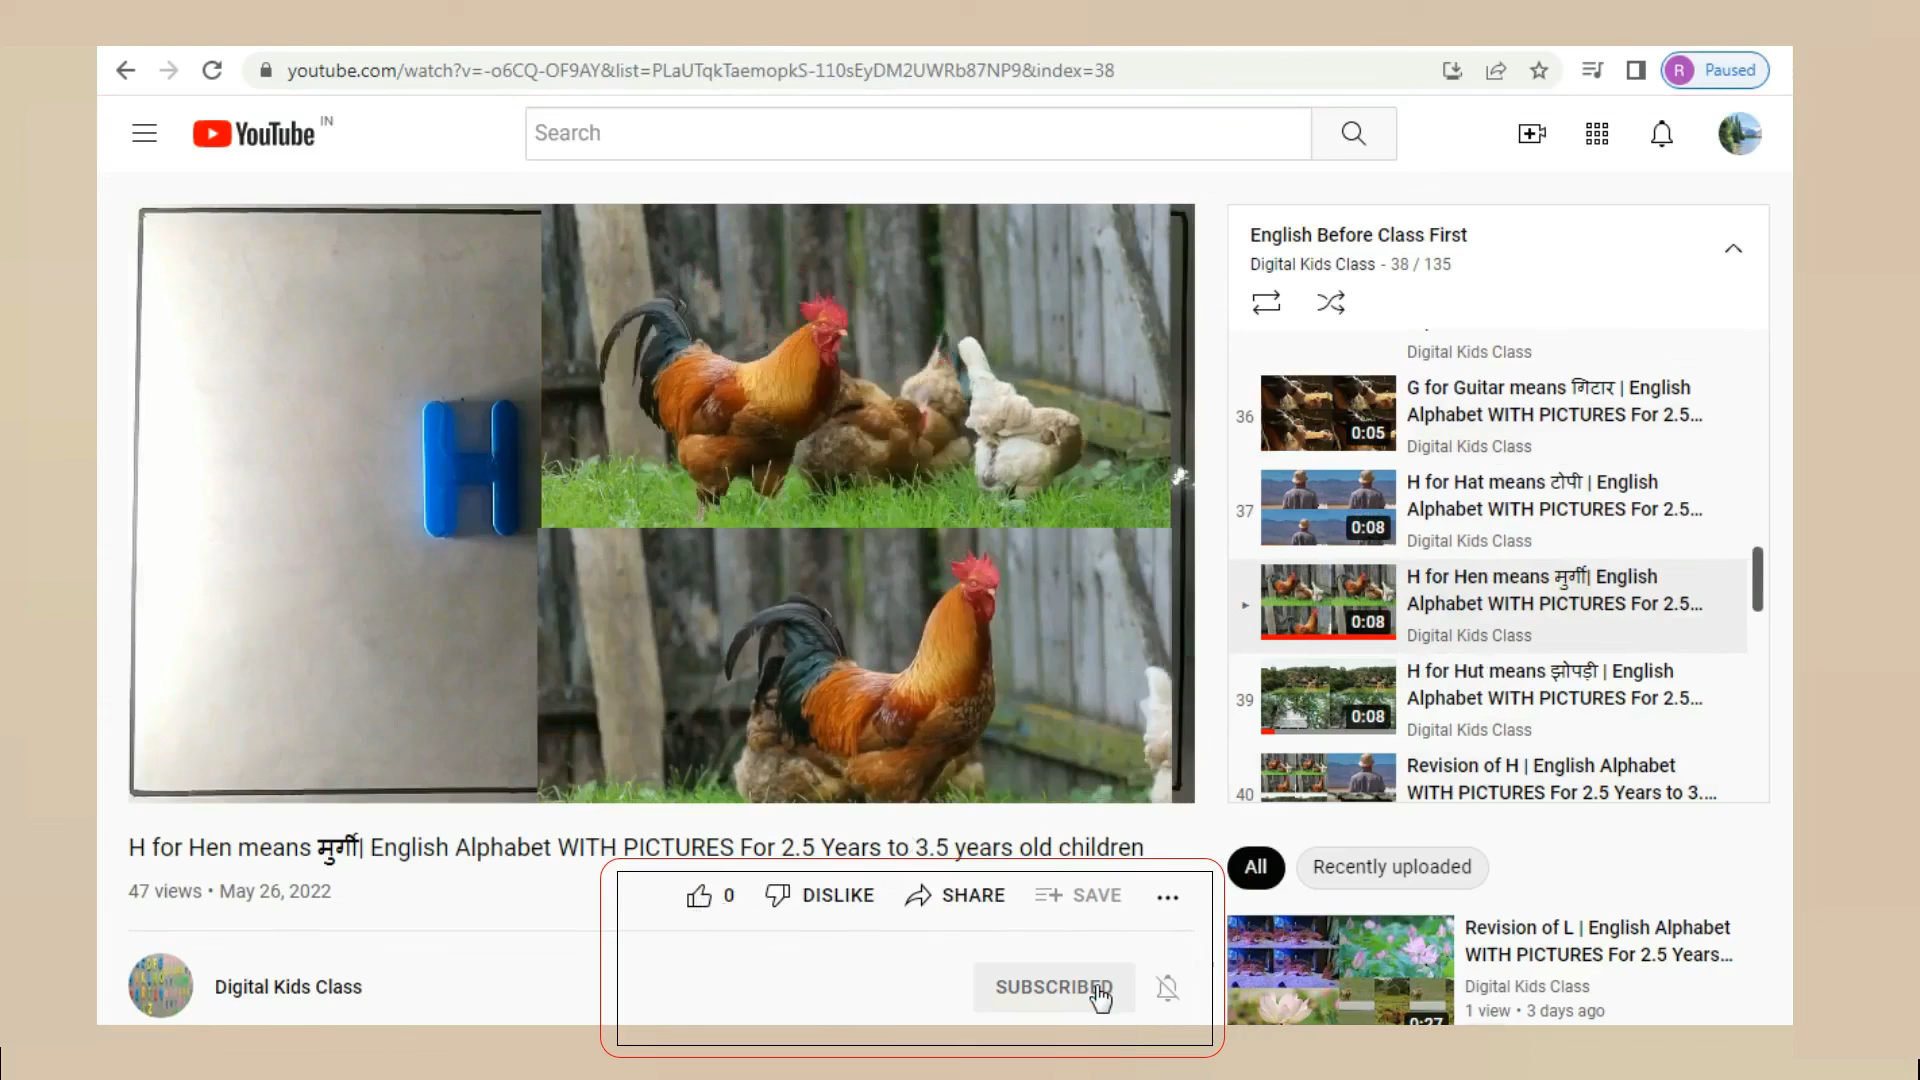 youtube.com/watch?v=-o6CQ-OF9AY&list=PLaUTqkTaemopkS-110sEyDM2UWRb87NP9&index=38
R Paused
YouTube IN
Search
H
English Before Class First
Digital Kids Class - 38 / 135
Digital Kids Class
36
0:05
G for Guitar means गिटार | English
Alphabet WITH PICTURES For 2.5...
Digital Kids Class
37
0:08
H for Hat means टोपी | English
Alphabet WITH PICTURES For 2.5...
Digital Kids Class
0:08
H for Hen means मुर्गी| English
Alphabet WITH PICTURES For 2.5...
Digital Kids Class
39
0:08
H for Hut means झोपड़ी | English
Alphabet WITH PICTURES For 2.5...
Digital Kids Class
40
Revision of H | English Alphabet
WITH PICTURES For 2.5 Years to 3....
H for Hen means मुर्गी| English Alphabet WITH PICTURES For 2.5 Years to 3.5 years old children
47 views • May 26, 2022
0 DISLIKE SHARE SAVE
Digital Kids Class
SUBSCRIBED
All Recently uploaded
0:27
Revision of L | English Alphabet
WITH PICTURES For 2.5 Years...
Digital Kids Class
1 view • 3 days ago